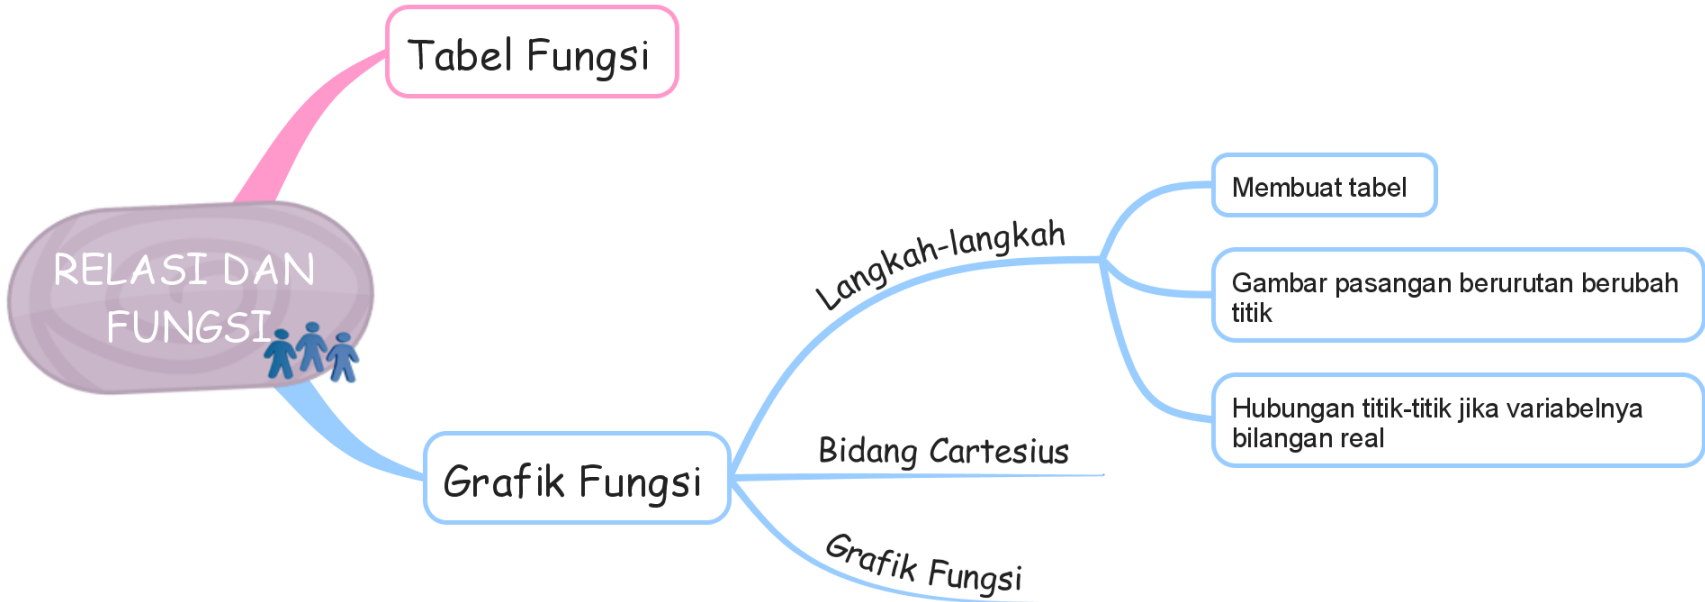 Tabel Fungsi
RELASI DAN
FUNGSI
Grafik Fungsi
Langkah-langkah
Membuat tabel
Gambar pasangan berurutan berubah
titik
Hubungan titik-titik jika variabelnya
bilangan real
Bidang Cartesius
Grafik Fungsi